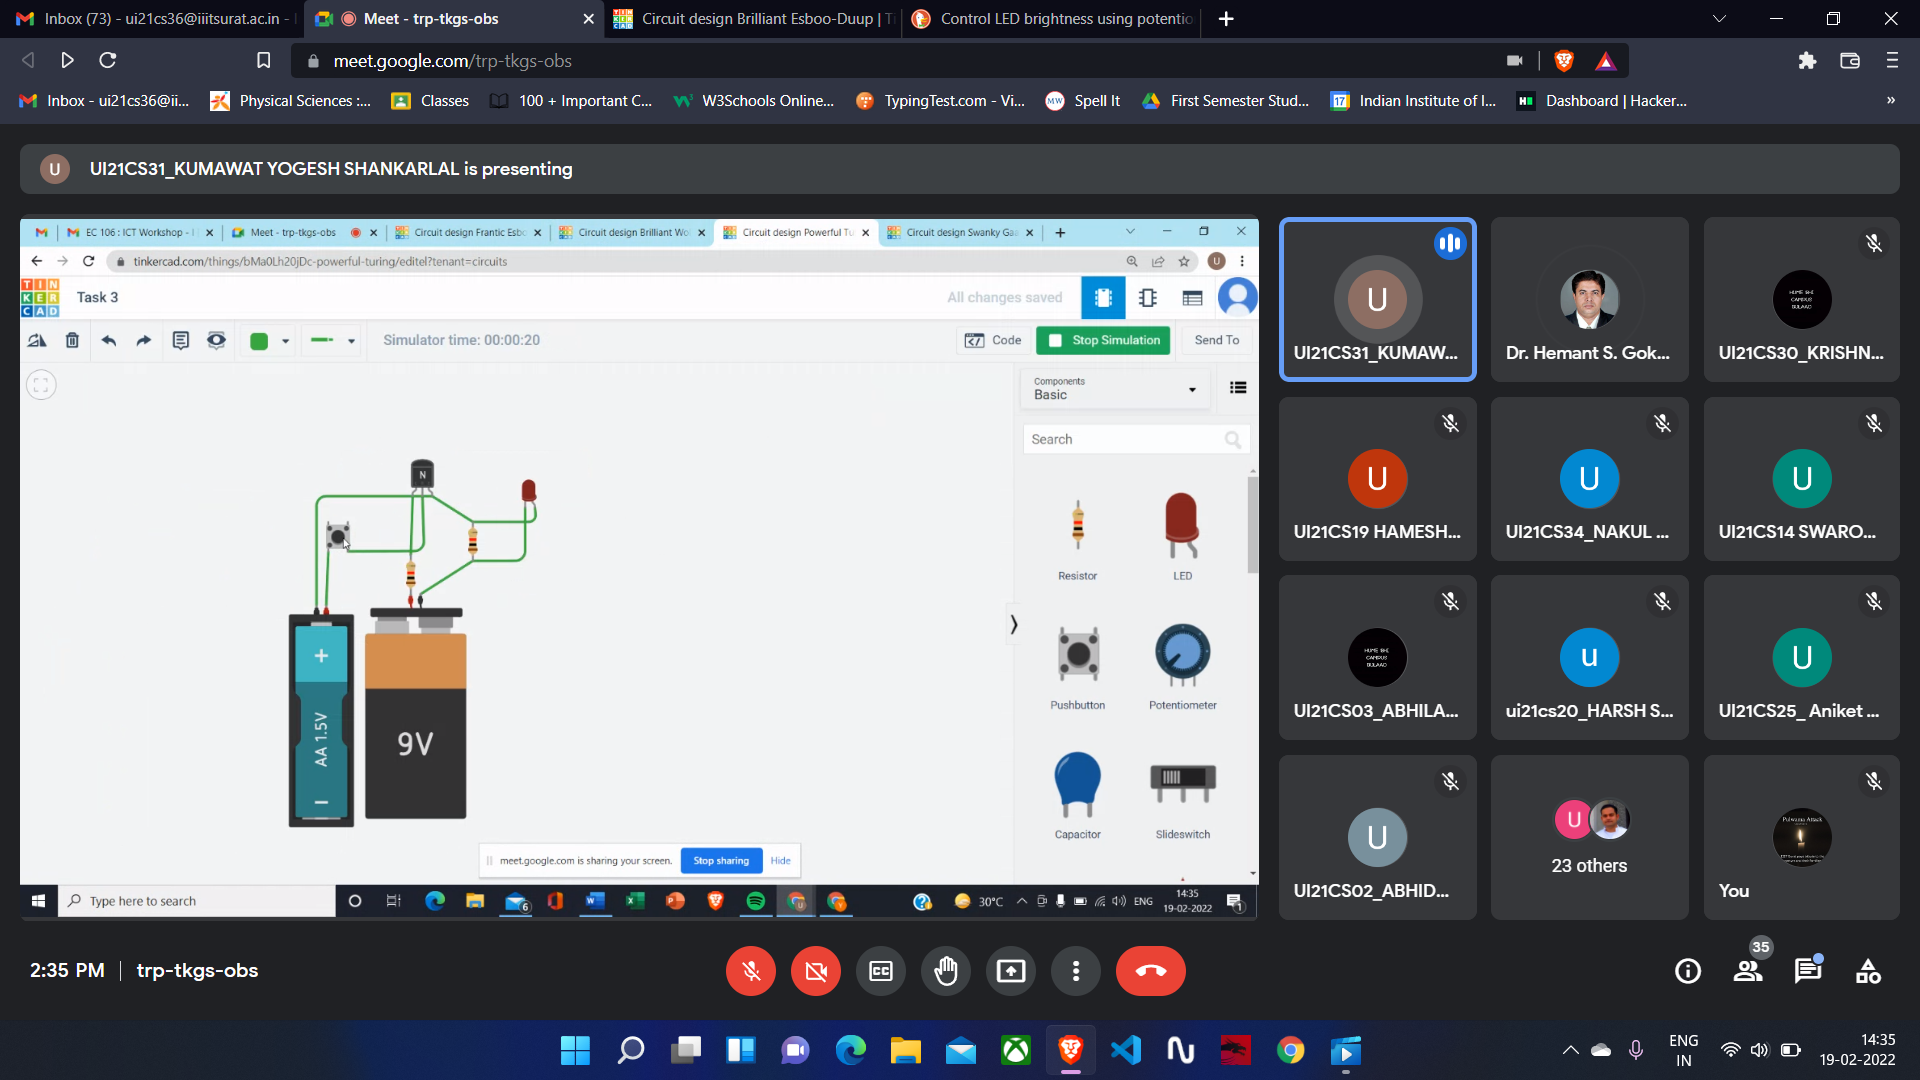 Inbox (73) - ui21cs36@iiitsurat.ac.in -
Meet - trp-tkgs-obs
Circuit design Brilliant Esboo-Duup | Ti
Control LED brightness using potentio
meet.google.com/trp-tkgs-obs
Inbox - ui21cs36@ii...
Physical Sciences :...
Classes
100 + Important C...
W3Schools Online...
TypingTest.com - Vi...
Spell It
First Semester Stud...
Indian Institute of I...
Dashboard | Hacker...
U
UI21CS31_KUMAWAT YOGESH SHANKARLAL is presenting
EC 106 : ICT Workshop - I
Meet - trp-tkgs-obs
Circuit design Frantic Esbo
Circuit design Brilliant Wo
Circuit design Powerful Tu
Circuit design Swanky Ga
tinkercad.com/things/bMa0Lh20jDc-powerful-turing/editel?tenant=circuits
U
TIN
KER
CAD
Task 3
All changes saved
Simulator time: 00:00:20
Code
Stop Simulation
Send To
Components
Basic
Search
Resistor
LED
Pushbutton
Potentiometer
Capacitor
Slideswitch
N
+
AA 1.5V
−
9V
meet.google.com is sharing your screen.
Stop sharing
Hide
Type here to search
6
30°C
ENG
14:35
19-02-2022
1
U
UI21CS31_KUMAW...
Dr. Hemant S. Gok...
UI21CS30_KRISHN...
U
UI21CS19 HAMESH...
U
UI21CS34_NAKUL ...
U
UI21CS14 SWARO...
UI21CS03_ABHILA...
u
ui21cs20_HARSH S...
U
UI21CS25_ Aniket ...
U
UI21CS02_ABHID...
U
23 others
Pulwama Attack
You
2:35 PM
trp-tkgs-obs
CC
35
ENG
IN
14:35
19-02-2022